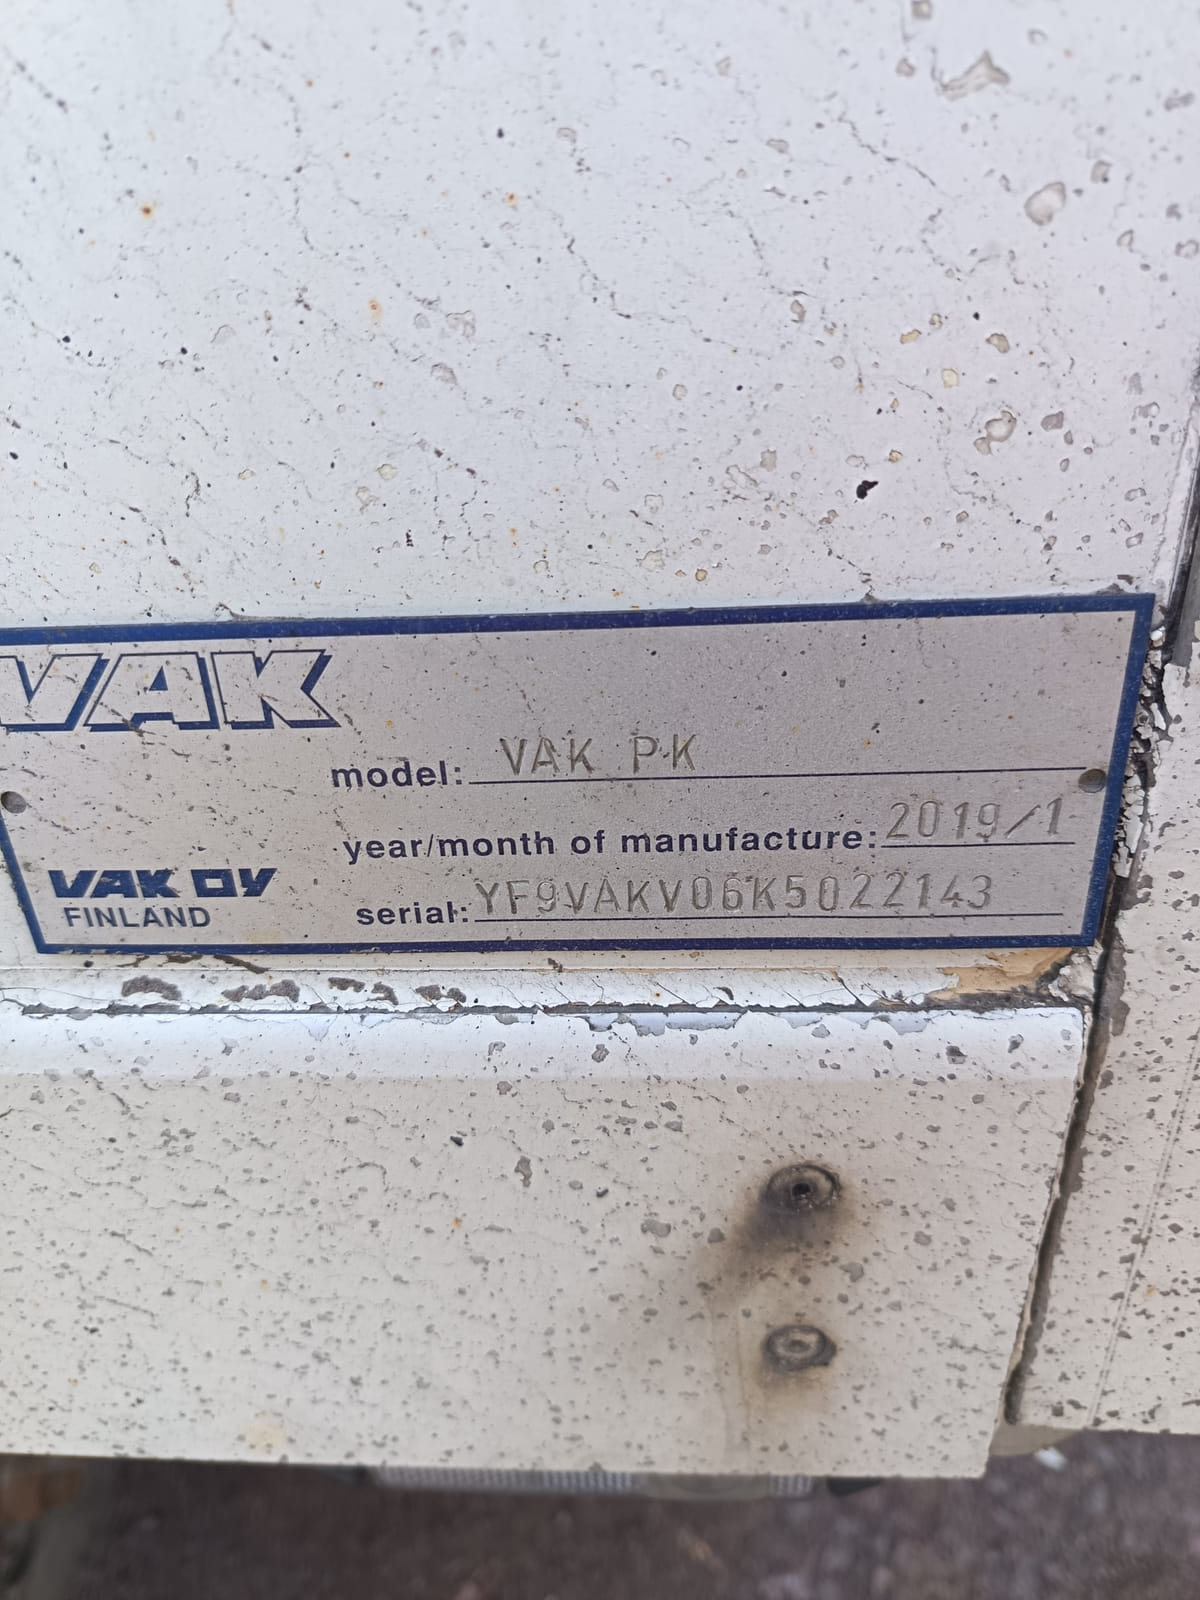 VAK
model: VAK PK
year/month of manufacture: 2019/1
VAK OY
FINLAND
serial: YF9VAKV06K5022143